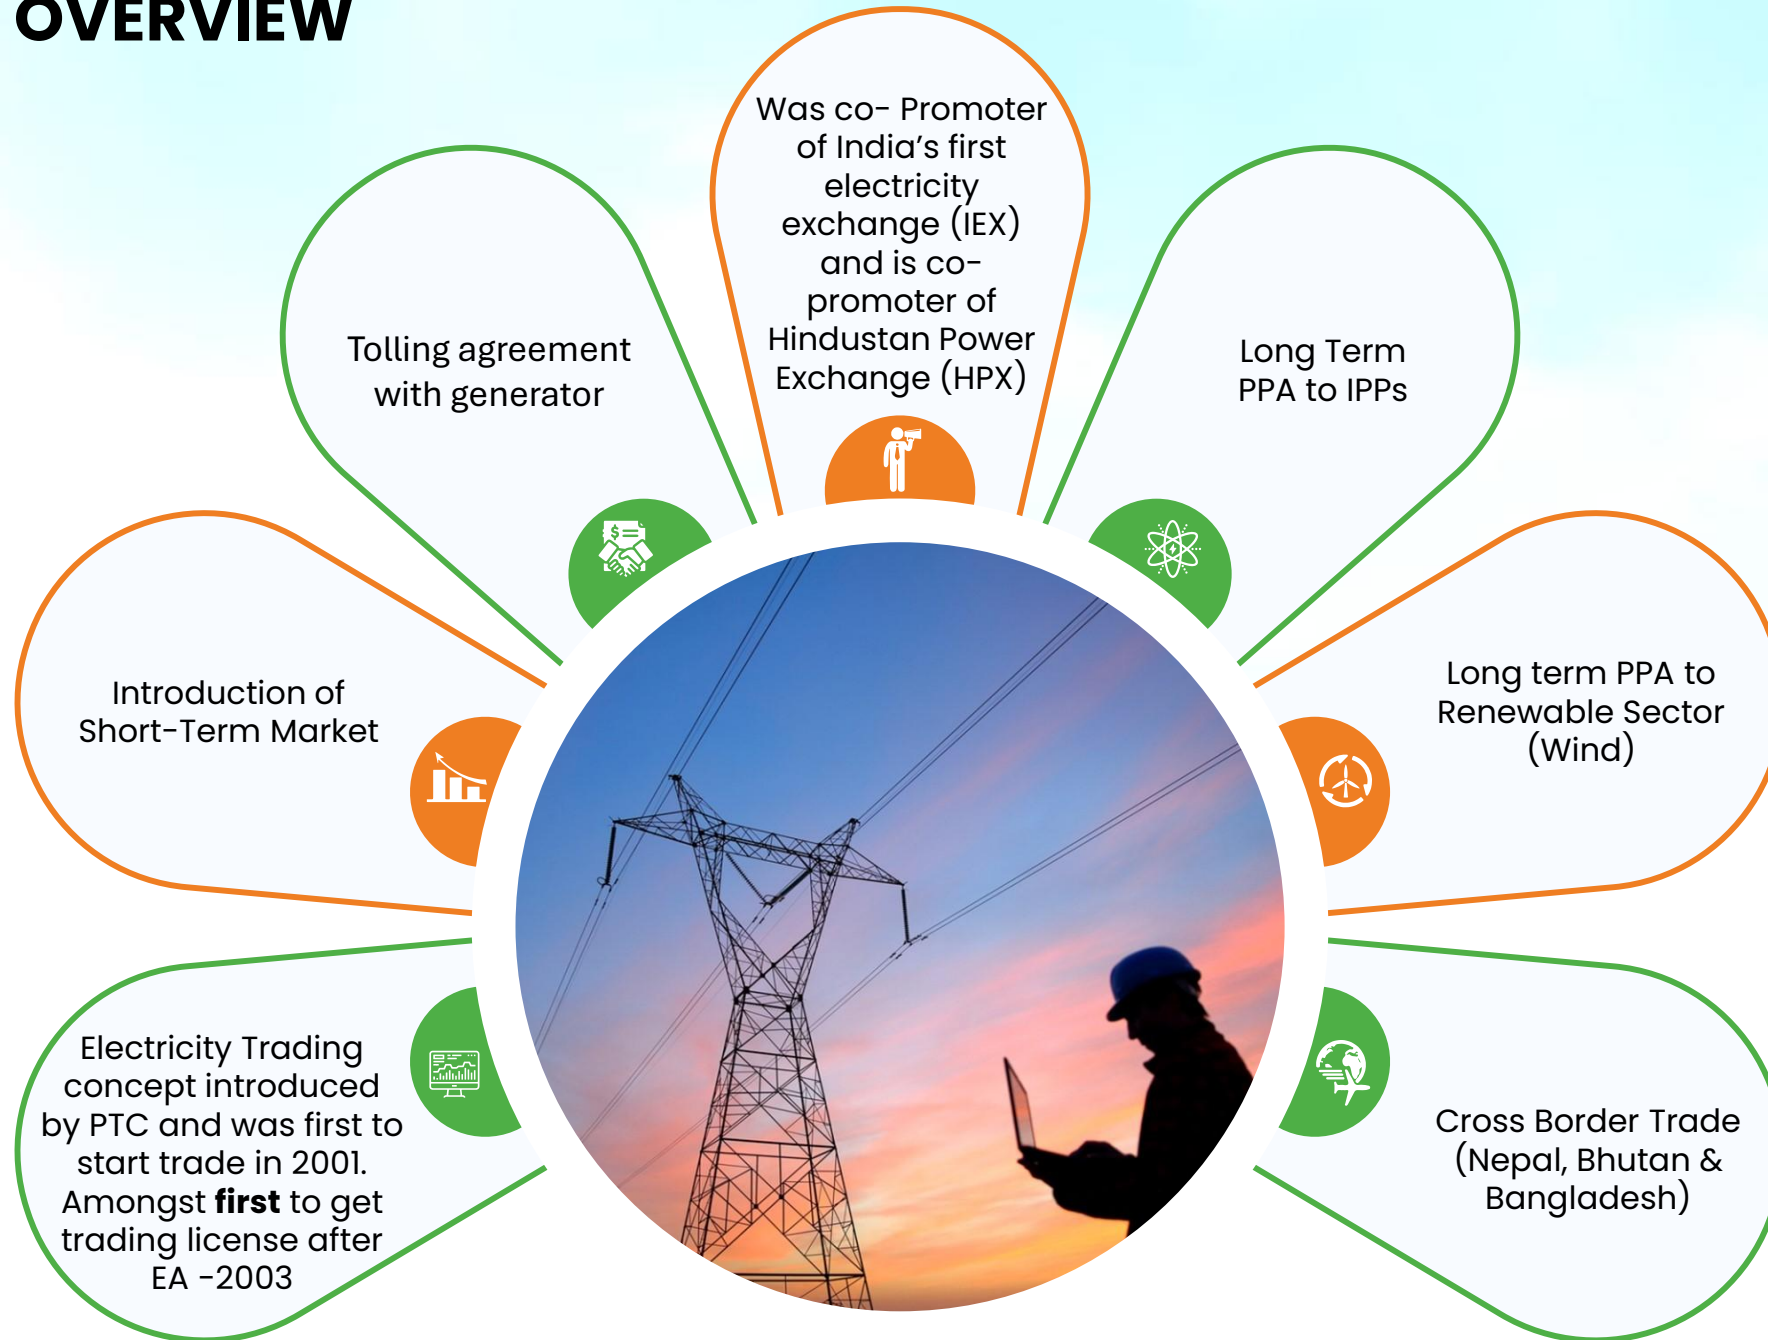 OVERVIEW
Electricity Trading
concept introduced
by PTC and was first to
start trade in 2001.
Amongst first to get
trading license after
EA -2003
Introduction of
Short-Term Market
Tolling agreement
with generator
Was co- Promoter
of India's first
electricity
exchange (IEX)
and is co-
promoter of
Hindustan Power
Exchange (HPX)
Long Term
PPA to IPPs
Long term PPA to
Renewable Sector
(Wind)
Cross Border Trade
(Nepal, Bhutan &
Bangladesh)